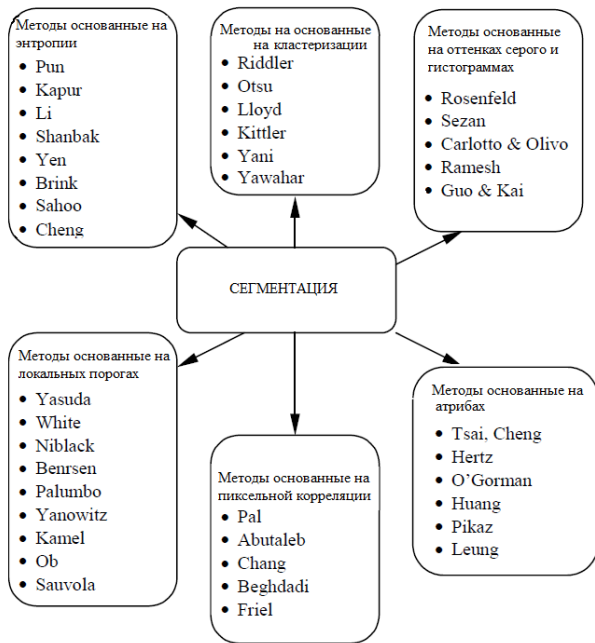 Методы основанные на
энтропии
• Pun
• Kapur
• Li
• Shanbak
• Yen
• Brink
• Sahoo
• Cheng
Методы на основанные
на кластеризации
• Riddler
• Otsu
• Lloyd
• Kittler
• Yani
• Yawahar
Методы основанные
на оттенках серого и
гистограммах
• Rosenfeld
• Sezan
• Carlotto & Olivo
• Ramesh
• Guo & Kai
СЕГМЕНТАЦИЯ
Методы основанные на
локальных порогах
• Yasuda
• White
• Niblack
• Benrsen
• Palumbo
• Yanowitz
• Kamel
• Ob
• Sauvola
Методы основанные на
пиксельной корреляции
• Pal
• Abutaleb
• Chang
• Beghdadi
• Friel
Методы основанные на
атрибах
• Tsai, Cheng
• Hertz
• O’Gorman
• Huang
• Pikaz
• Leung